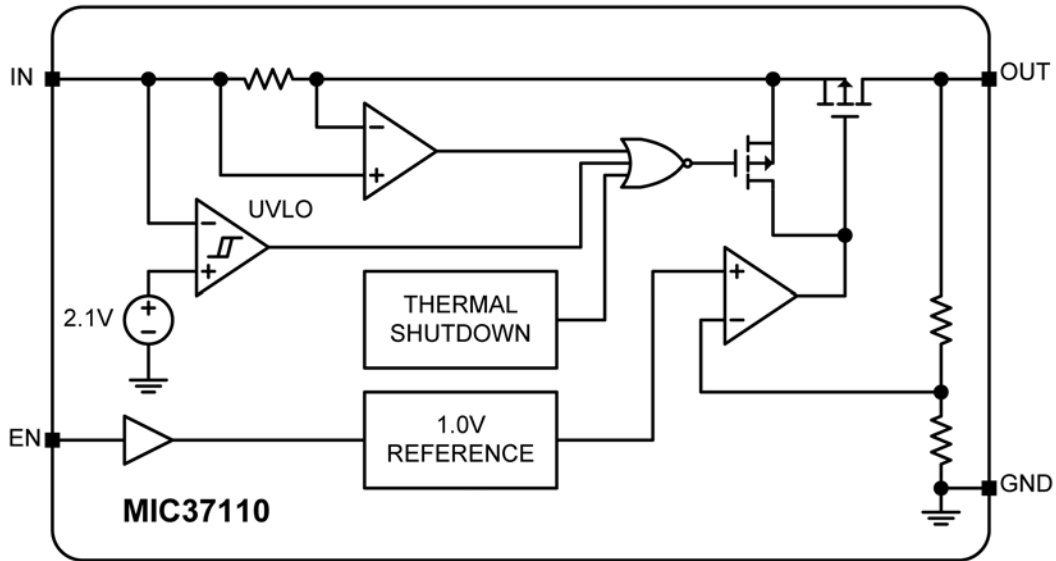 IN
OUT
UVLO
2.1V
THERMAL
SHUTDOWN
EN
1.0V
REFERENCE
GND
MIC37110